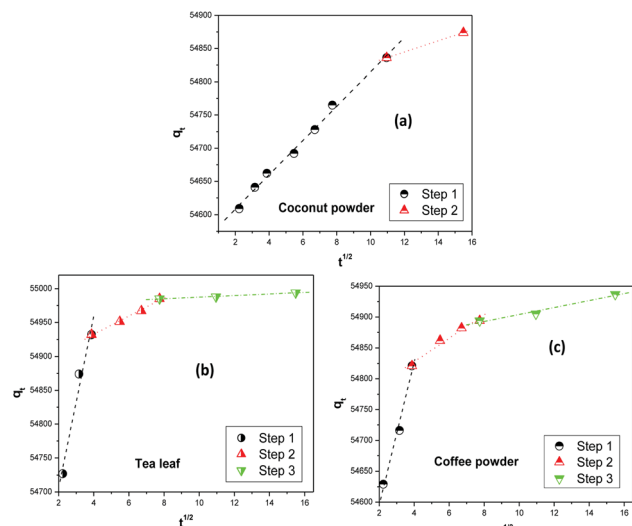 54900
54850
54800
54750
54700
54650
54600
q_t
(a)
Step 1
Step 2
Coconut powder
2 4 6 8 10 12 14 16
t^1/2
55000
54950
54900
54850
54800
54750
54700
q_t
(b)
Step 1
Step 2
Step 3
Tea leaf
2 4 6 8 10 12 14 16
t^1/2
54950
54900
54850
54800
54750
54700
54650
54600
q_t
(c)
Step 1
Step 2
Step 3
Coffee powder
2 4 6 8 10 12 14 16